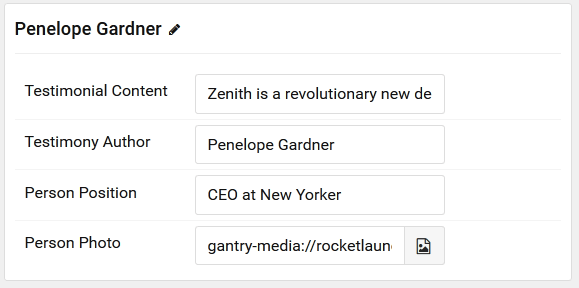 Penelope Gardner
Testimonial Content Zenith is a revolutionary new de
Testimony Author Penelope Gardner
Person Position CEO at New Yorker
Person Photo gantry-media://rocketlaun